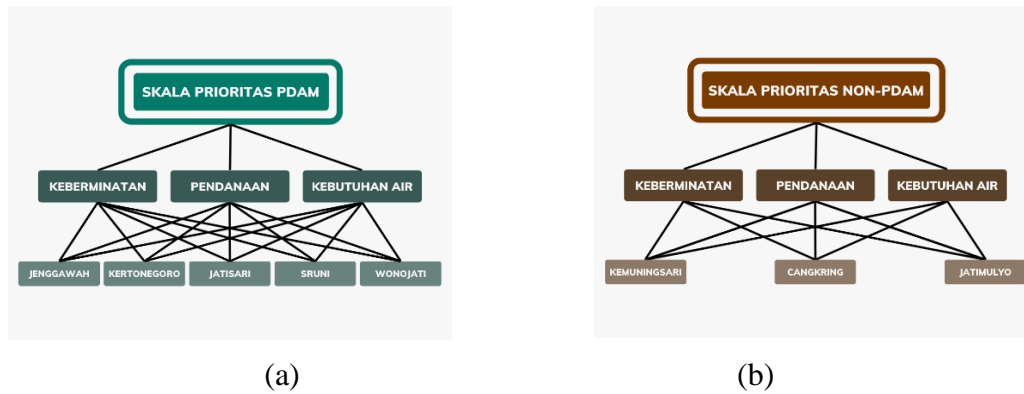 SKALA PRIORITAS PDAM
KEBERMINATAN PENDANAAN KEBUTUHAN AIR
JENGGAWAH KERTONEGORO JATISARI SRUNI WONOJATI
(a)
SKALA PRIORITAS NON-PDAM
KEBERMINATAN PENDANAAN KEBUTUHAN AIR
KEMUNINGSARI CANGKRING JATIMULYO
(b)